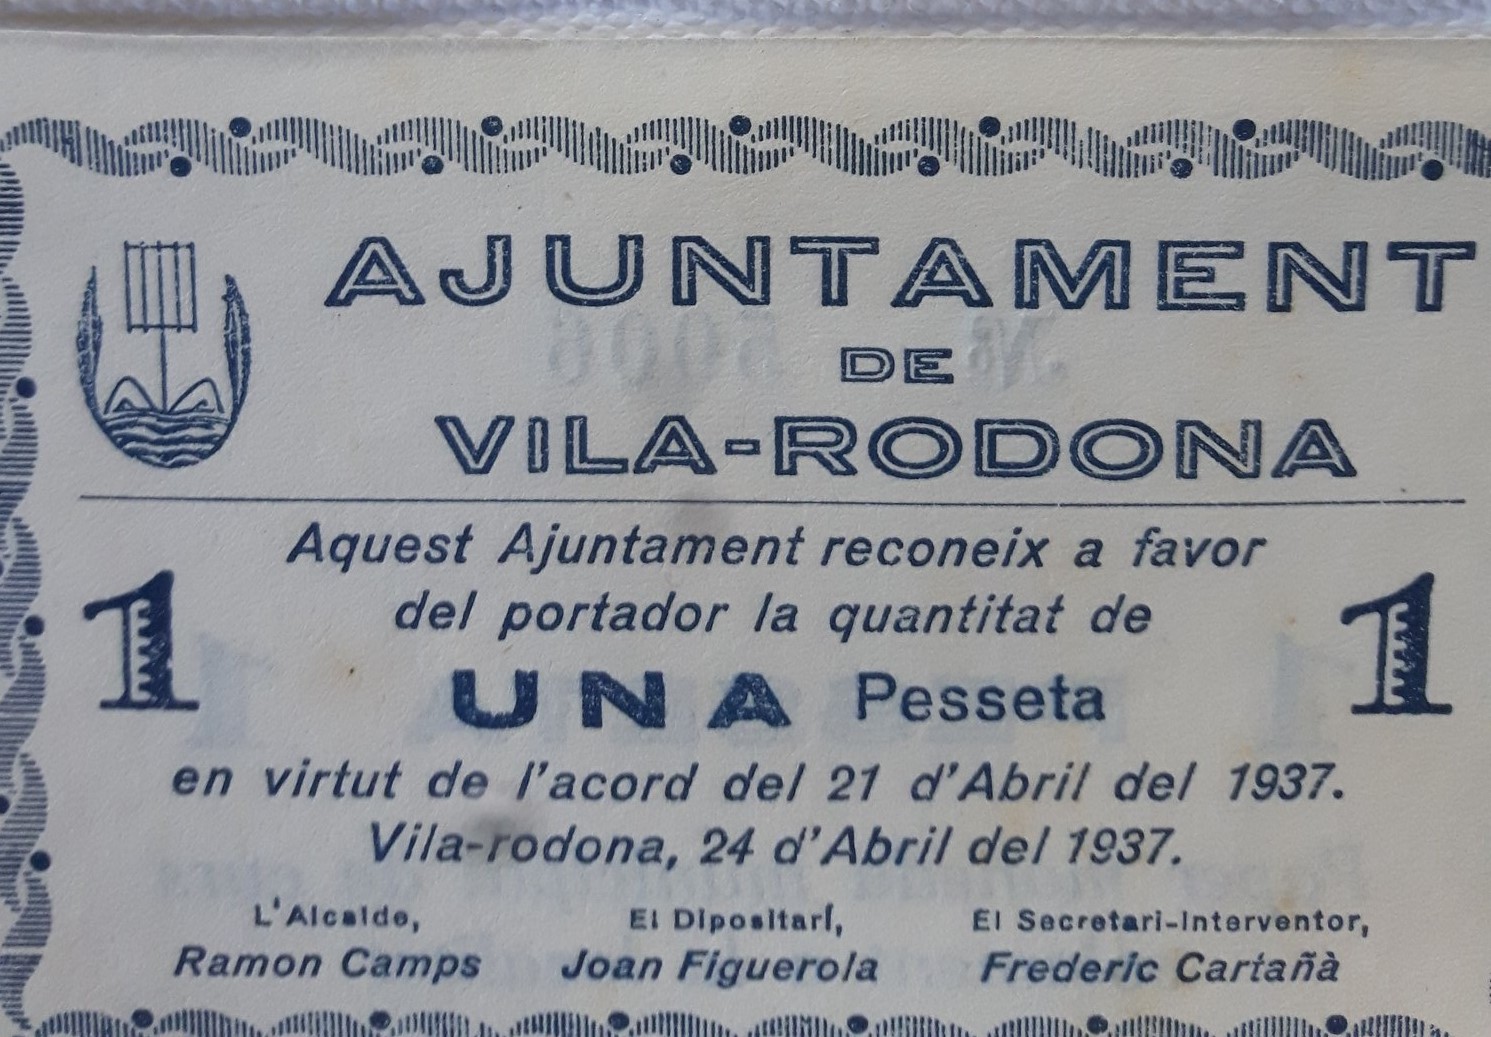 AJUNTAMENT
DE
VILA-RODONA
Aquest Ajuntament reconeix a favor
del portador la quantitat de
1 UNA Pesseta 1
en virtut de l'acord del 21 d'Abril del 1937.
Vila-rodona, 24 d'Abril del 1937.
L'Alcalde, El Dipositari, El Secretari-Interventor,
Ramon Camps Joan Figuerola Frederic Cartañà